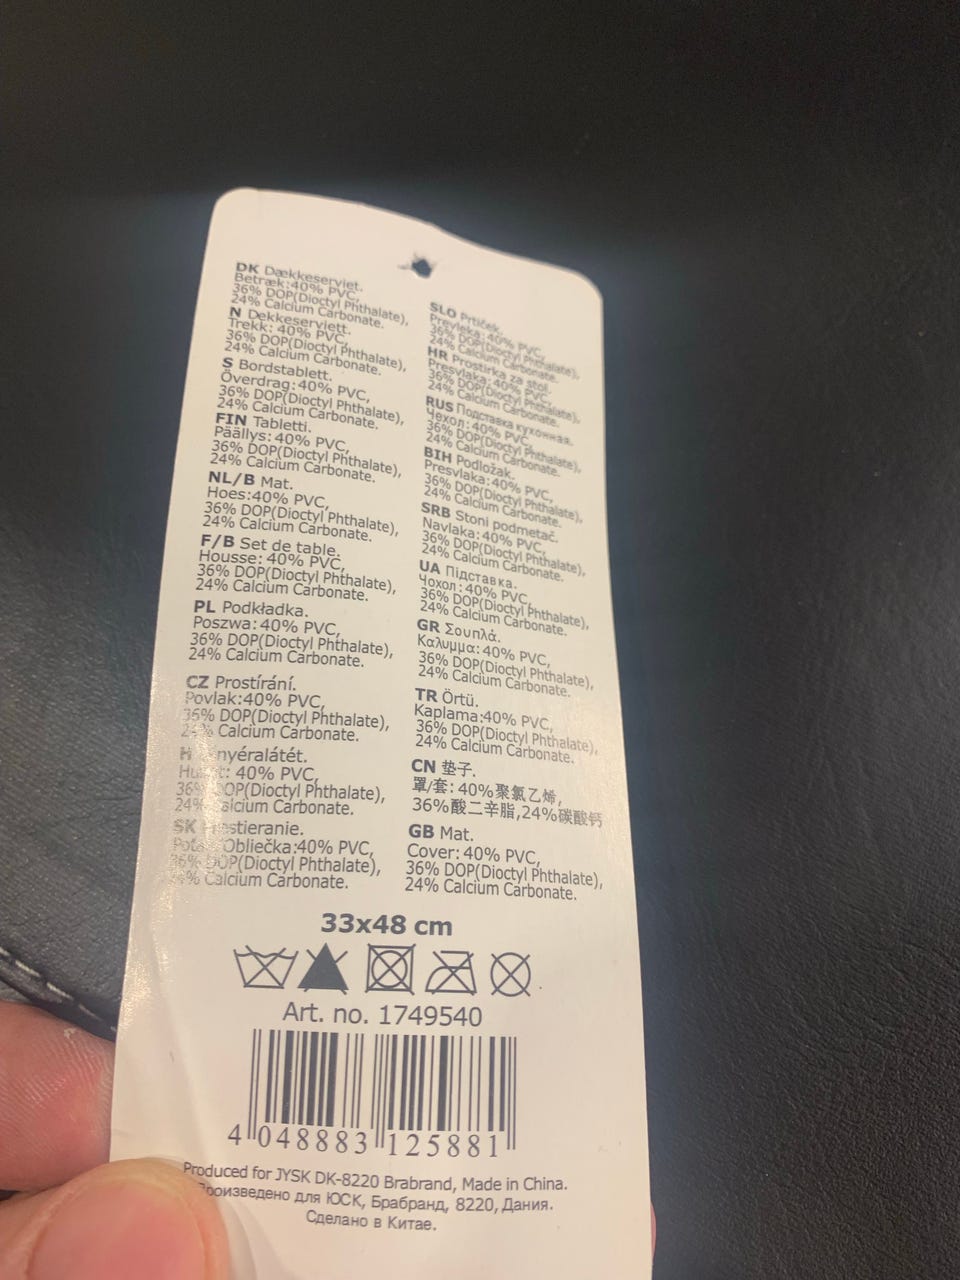 DK Dækkeserviet.
Betræk:40% PVC,
36% DOP(Dioctyl Phthalate),
24% Calcium Carbonate.
N Dekkeserviett.
Trekk: 40% PVC,
36% DOP(Dioctyl Phthalate),
24% Calcium Carbonate.
S Bordstablett.
Överdrag:40% PVC,
36% DOP(Dioctyl Phthalate),
24% Calcium Carbonate.
FIN Tabletti.
Päällys:40% PVC,
36% DOP(Dioctyl Phthalate),
24% Calcium Carbonate.
NL/B Mat.
Hoes:40% PVC,
36% DOP(Dioctyl Phthalate),
24% Calcium Carbonate.
F/B Set de table.
Housse: 40% PVC,
36% DOP(Dioctyl Phthalate),
24% Calcium Carbonate.
PL Podkładka.
Poszwa:40% PVC,
36% DOP(Dioctyl Phthalate),
24% Calcium Carbonate.
CZ Prostírání.
Povlak:40% PVC,
36% DOP(Dioctyl Phthalate),
24% Calcium Carbonate.
H
40% PVC,
36% DOP(Dioctyl Phthalate),
24% Calcium Carbonate.
SK
Obliečka:40% PVC,
36% DOP(Dioctyl Phthalate),
24% Calcium Carbonate.
SLO Prtiček.
Prevleka: 40% PVC,
36% DOP(Dioctyl Phthalate),
24% Calcium Carbonate.
HR Prostirka za stol.
Presvlaka: 40% PVC,
36% DOP(Dioctyl Phthalate),
24% Calcium Carbonate.
RUS Подставка кухонная.
Чехол: 40% PVC,
36% DOP(Dioctyl Phthalate),
24% Calcium Carbonate.
BIH Podložak.
Presvlaka:40% PVC,
36% DOP(Dioctyl Phthalate),
24% Calcium Carbonate.
SRB Stoni podmetač.
Navlaka: 40% PVC,
36% DOP(Dioctyl Phthalate),
24% Calcium Carbonate.
UA Підставка.
Чохол: 40% PVC,
36% DOP(Dioctyl Phthalate),
24% Calcium Carbonate.
GR Σουπλά.
Καλυμμα: 40% PVC,
36% DOP(Dioctyl Phthalate),
24% Calcium Carbonate.
TR Örtü.
Kaplama:40% PVC,
36% DOP(Dioctyl Phthalate),
24% Calcium Carbonate.
CN 垫子.
罩/套: 40%聚氯乙烯,
36%酸二辛脂,24%碳酸钙
GB Mat.
Cover: 40% PVC,
36% DOP(Dioctyl Phthalate),
24% Calcium Carbonate.
33x48 cm
Art. no. 1749540
4 048883 125881
Produced for JYSK DK-8220 Brabrand, Made in China.
Произведено для ЮСК, Брабранд, 8220, Дания.
Сделано в Китае.